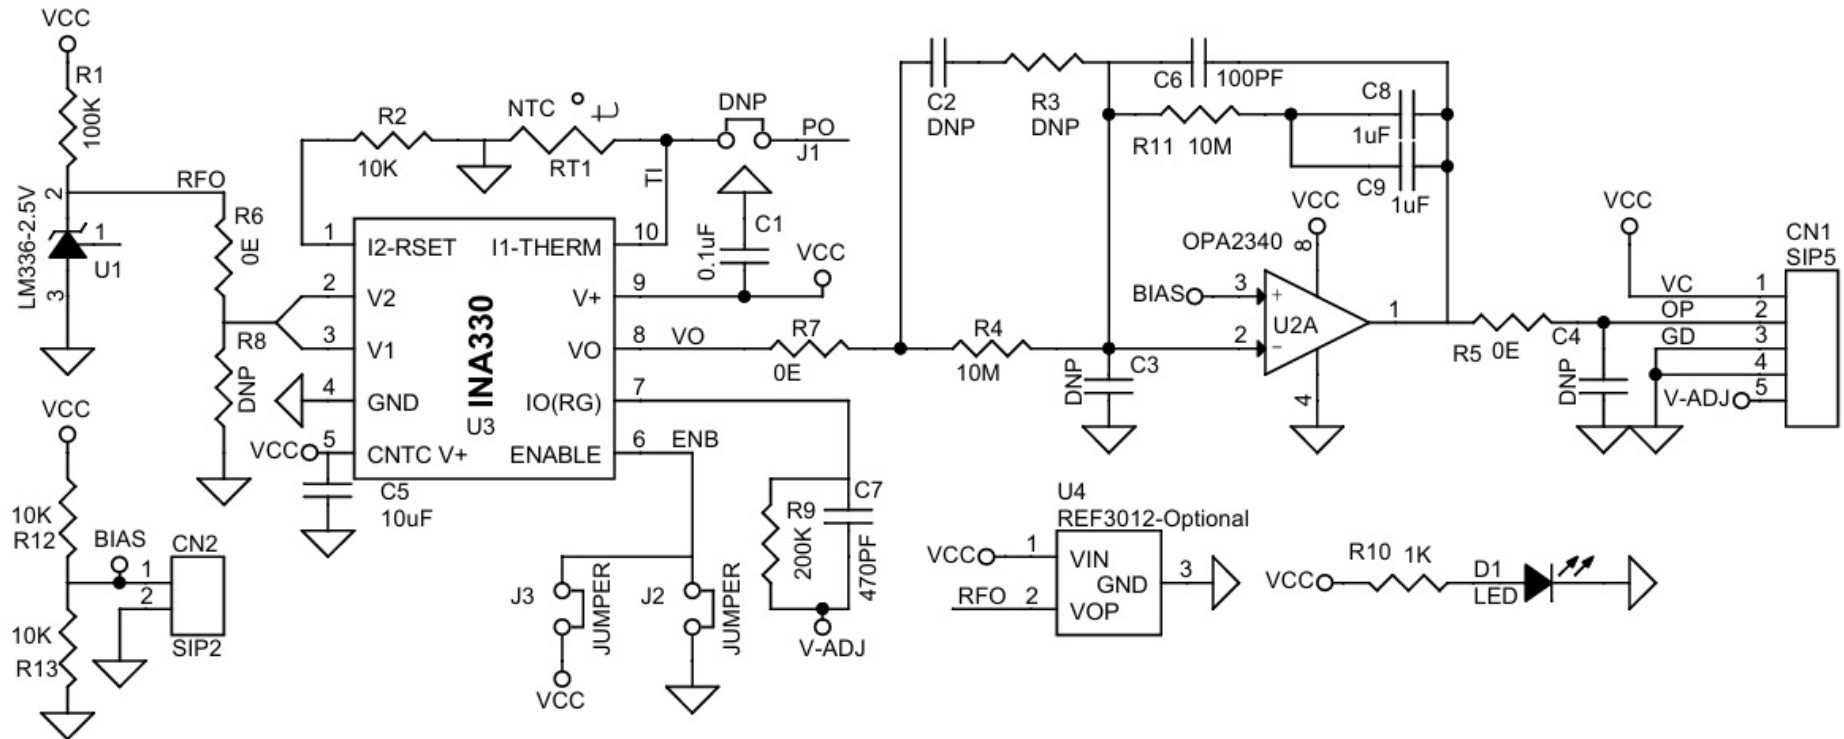 VCC
R1
100K
LM336-2.5V
2
1
U1
3
RFO
R6
0E
R8
DNP
VCC
10K
R12
BIAS
CN2
1
2
SIP2
10K
R13
R2
10K
NTC
t
RT1
TI
DNP
PO
J1
C1
0.1uF
VCC
1
I2-RSET
I1-THERM
10
2
V2
V+
9
3
V1
VO
8
VO
4
GND
IO(RG)
7
VCC
5
CNTC V+
ENABLE
6
ENB
INA330
U3
C5
10uF
J3
JUMPER
VCC
J2
JUMPER
R9
200K
C7
470PF
V-ADJ
R7
0E
R4
10M
C2
DNP
R3
DNP
C6
100PF
R11
10M
C8
1uF
C9
1uF
C3
DNP
OPA2340
VCC
8
BIAS
3
+
U2A
2
-
4
1
R5
0E
C4
DNP
VCC
CN1
SIP5
VC
1
OP
2
GD
3
4
V-ADJ
5
U4
REF3012-Optional
VCC
1
VIN
GND
3
RFO
2
VOP
VCC
R10
1K
D1
LED